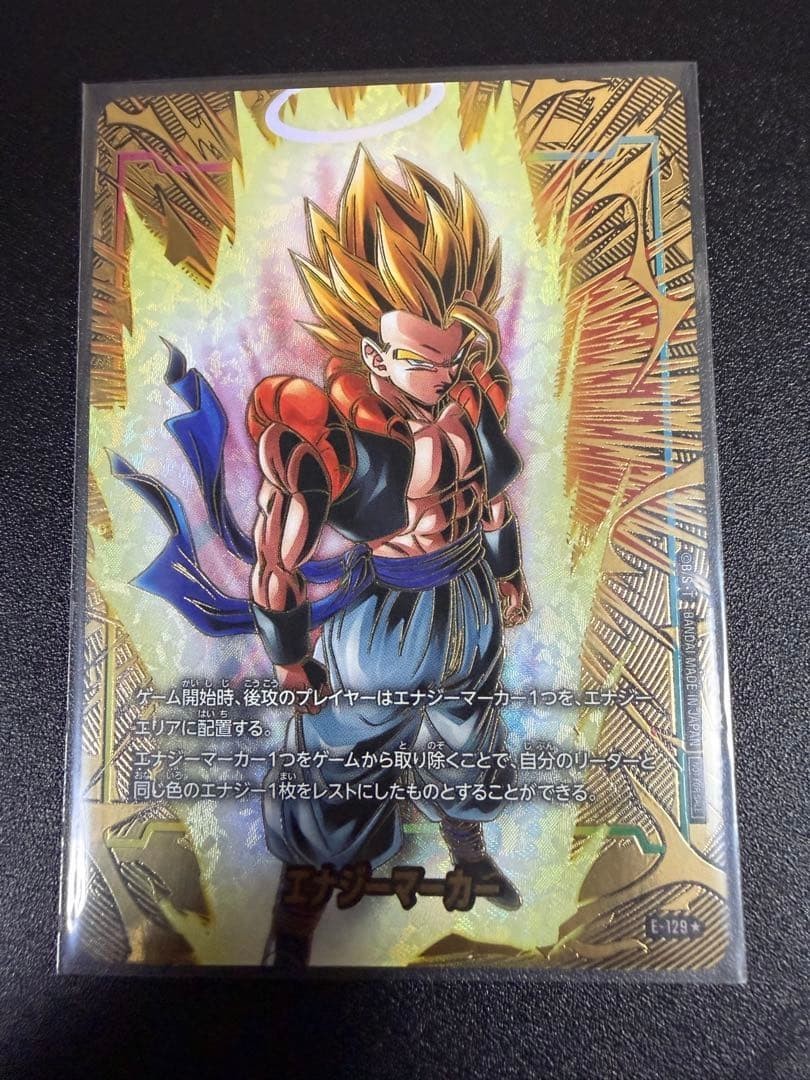 ゲーム開始時、後攻のプレイヤーはエナジーマーカー1つを、エナジー
エリアに配置する。
エナジーマーカー1つをゲームから取り除くことで、自分のリーダーと
同じ色のエナジー1枚をレストにしたものとすることができる。
エナジーマーカー
E-129★
©B.S./T. BANDAI MADE IN JAPAN